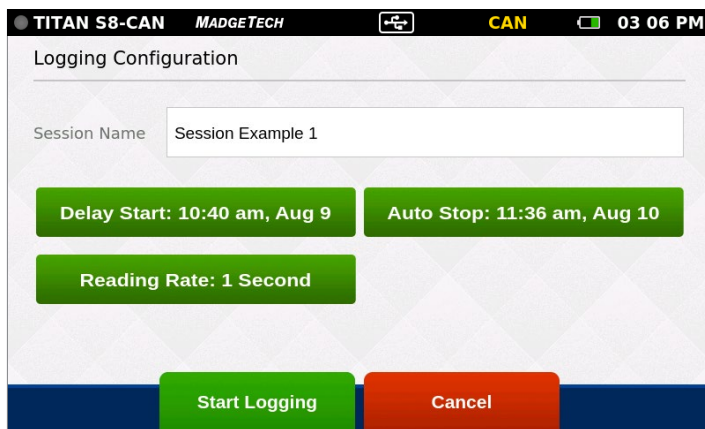 TITAN S8-CAN MADGETECH CAN 03 06 PM
Logging Configuration
Session Name Session Example 1
Delay Start: 10:40 am, Aug 9 Auto Stop: 11:36 am, Aug 10
Reading Rate: 1 Second
Start Logging Cancel